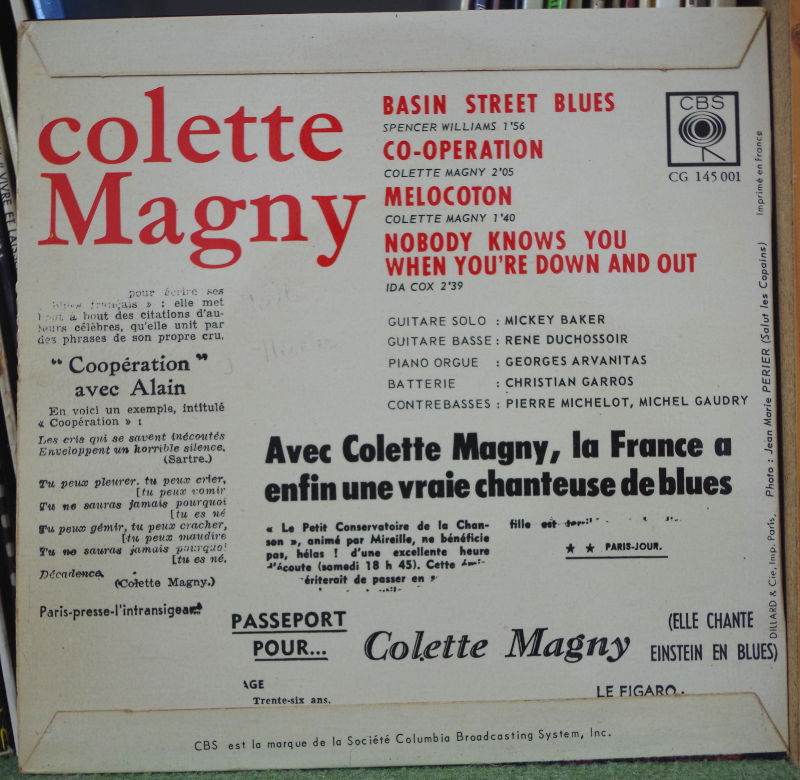 colette
Magny
BASIN STREET BLUES
SPENCER WILLIAMS 1'56
CO-OPERATION
COLETTE MAGNY 2'05
MELOCOTON
COLETTE MAGNY 1'40
NOBODY KNOWS YOU
WHEN YOU'RE DOWN AND OUT
IDA COX 2'39
CBS
CG 145 001
GUITARE SOLO : MICKEY BAKER
GUITARE BASSE : RENE DUCHOSSOIR
PIANO ORGUE : GEORGES ARVANITAS
BATTERIE : CHRISTIAN GARROS
CONTREBASSES : PIERRE MICHELOT, MICHEL GAUDRY
pour écrire ses
français » : elle met
à bout des citations d'au-
teurs célèbres, qu'elle unit par
des phrases de son propre cru.
" Coopération "
avec Alain
En voici un exemple, intitulé
« Coopération » :
Les cris qui se savent inécoutés
Enveloppent un horrible silence.
(Sartre.)
Tu peux pleurer, tu peux crier,
[tu peux vomir
Tu ne sauras jamais pourquoi
[tu es né
Tu peux gémir, tu peux cracher,
[tu peux maudire
Tu ne sauras jamais pourquoi
[tu es né.
Décadence.
(Colette Magny.)
Paris-presse-l'intransigeant
Avec Colette Magny, la France a
enfin une vraie chanteuse de blues
« Le Petit Conservatoire de la Chan-
son », animé par Mireille, ne bénéficie
pas, hélas ! d'une excellente heure
d'écoute (samedi 18 h 45). Cette
ériterait de passer en
fille est
★ ★ PARIS-JOUR.
PASSEPORT
POUR...
Colette Magny
(ELLE CHANTE
EINSTEIN EN BLUES)
AGE
Trente-six ans.
LE FIGARO.
CBS est la marque de la Société Columbia Broadcasting System, Inc.
DILLARD & Cie, Imp. Paris. Photo : Jean Marie PERIER (Salut les Copains) Imprimé en France
VIVRE ET LAISSE